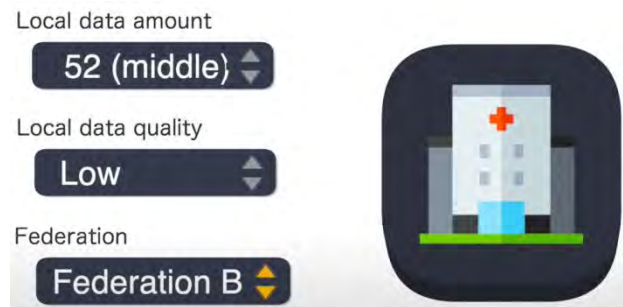 Local data amount
52 (middle)
Local data quality
Low
Federation
Federation B